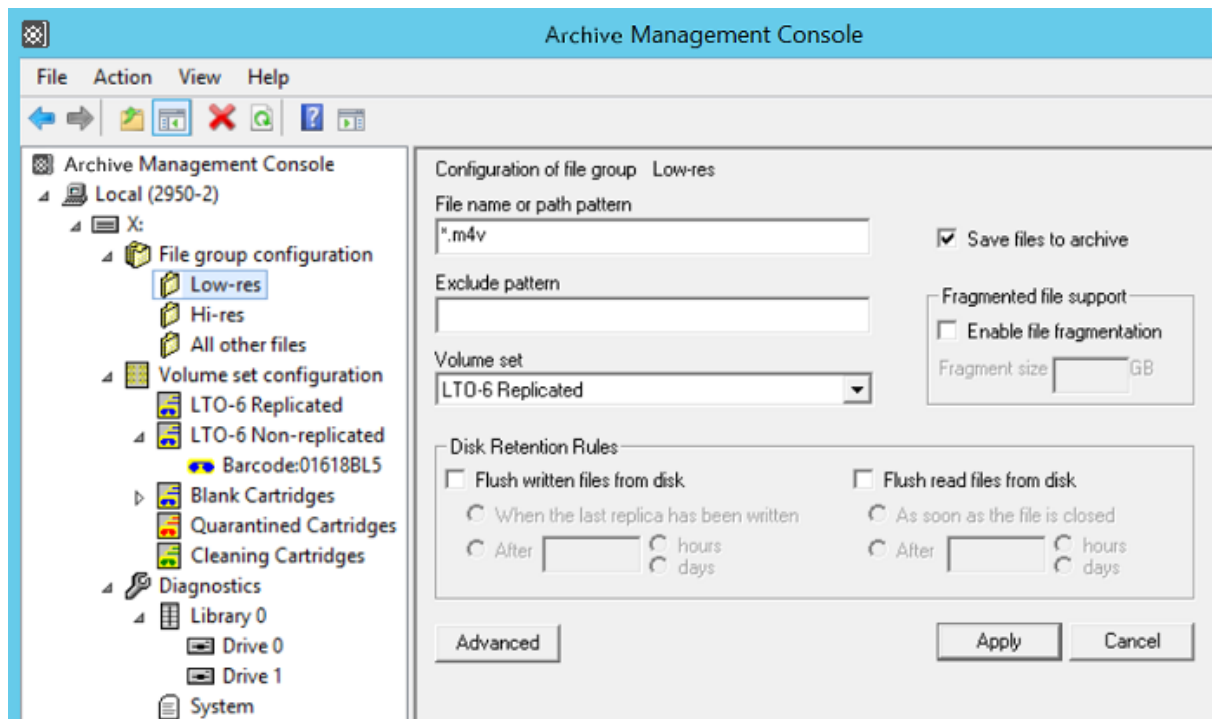 Archive Management Console
File Action View Help
Archive Management Console
Local (2950-2)
X:
File group configuration
Low-res
Hi-res
All other files
Volume set configuration
LTO-6 Replicated
LTO-6 Non-replicated
Barcode:01618BL5
Blank Cartridges
Quarantined Cartridges
Cleaning Cartridges
Diagnostics
Library 0
Drive 0
Drive 1
System
Configuration of file group Low-res
File name or path pattern
*.m4v
Save files to archive
Exclude pattern
Fragmented file support
Enable file fragmentation
Fragment size GB
Volume set
LTO-6 Replicated
Disk Retention Rules
Flush written files from disk
When the last replica has been written
After hours
days
Flush read files from disk
As soon as the file is closed
After hours
days
Advanced Apply Cancel